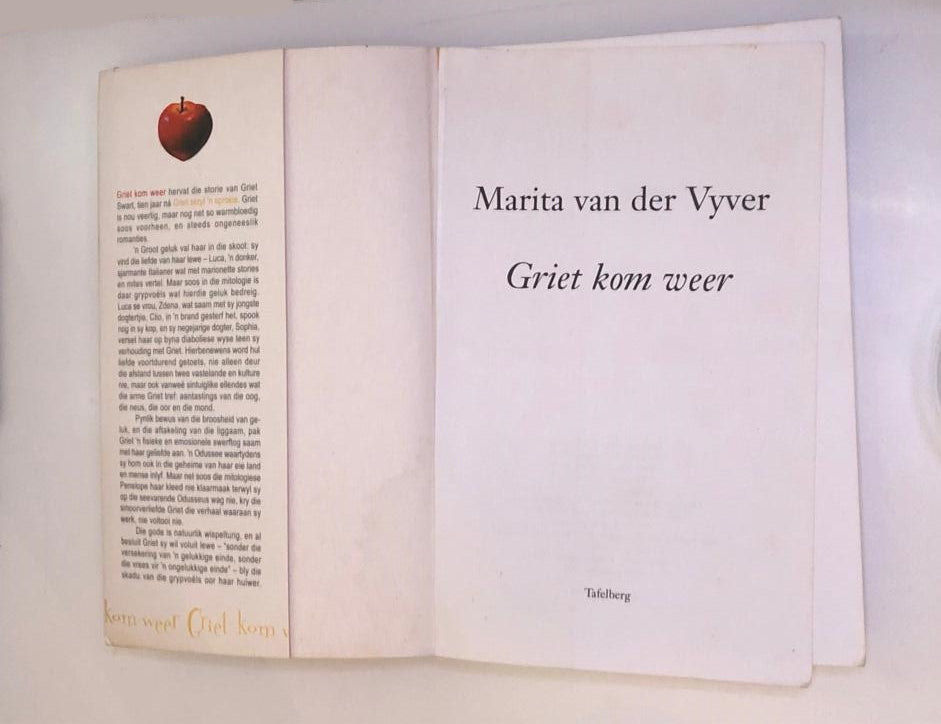 Griet kom weer hervat die storie van Griet
Swart, tien jaar ná Griet skryf 'n sprokie. Griet
is nou veertig, maar nog net so warmbloedig
soos voorheen, en steeds ongeneeslik
romanties.
'n Groot geluk val haar in die skoot: sy
vind die liefde van haar lewe – Luca, 'n donker,
sjarmante Italianer wat met marionette stories
en mites vertel. Maar soos in die mitologie is
daar grypvoëls wat hierdie geluk bedreig.
Luca se vrou, Zdena, wat saam met sy jongste
dogtertjie, Clio, in 'n brand gesterf het, spook
nog in sy kop, en sy negejarige dogter, Sophia,
verset haar op byna diaboliese wyse teen sy
verhouding met Griet. Hierbenewens word hul
liefde voortdurend getoets, nie alleen deur
die afstand tussen twee vastelande en kulture
nie, maar ook vanweë sintuiglike ellendes wat
die arme Griet tref: aantastings van die oog,
die neus, die oor en die mond.
Pynlik bewus van die broosheid van ge-
luk, en die aftakeling van die liggaam, pak
Griet 'n fisieke en emosionele swerftog saam
met haar geliefde aan. 'n Odussee waartydens
sy hom ook in die geheime van haar eie land
en mense inlyf. Maar net soos die mitologiese
Penelope haar kleed nie klaarmaak terwyl sy
op die seevarende Odusseus wag nie, kry die
smoorverliefde Griet die verhaal waaraan sy
werk, nie voltooi nie.
Die gode is natuurlik wispelturig, en al
besluit Griet sy wil voluit lewe – "sonder die
versekering van 'n gelukkige einde, sonder
die vrees vir 'n ongelukkige einde" – bly die
skadu van die grypvoëls oor haar huiwer.
kom weer Griet kom
Marita van der Vyver
Griet kom weer
Tafelberg